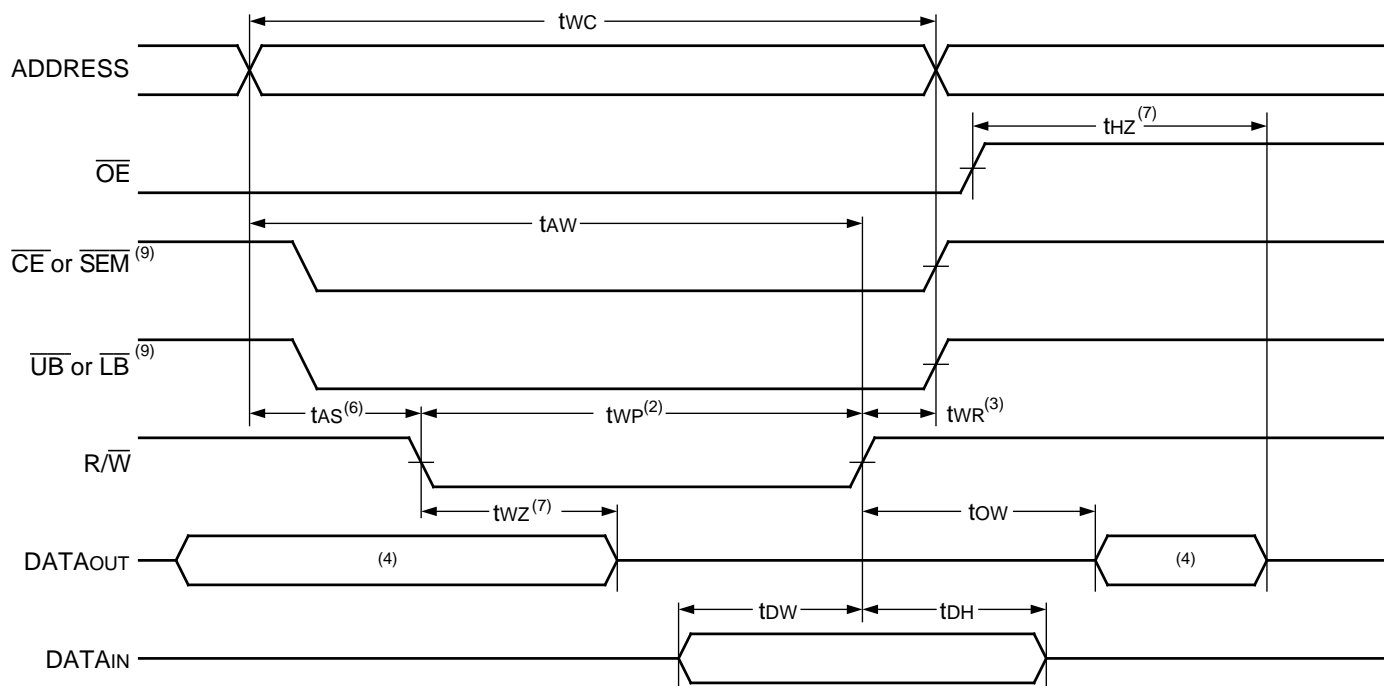 tWC
ADDRESS
tHZ(7)
OE
tAW
CE or SEM (9)
UB or LB (9)
tAS(6) tWP(2) tWR(3)
R/W
tWZ(7) tOW
DATAOUT (4) (4)
tDW tDH
DATAIN